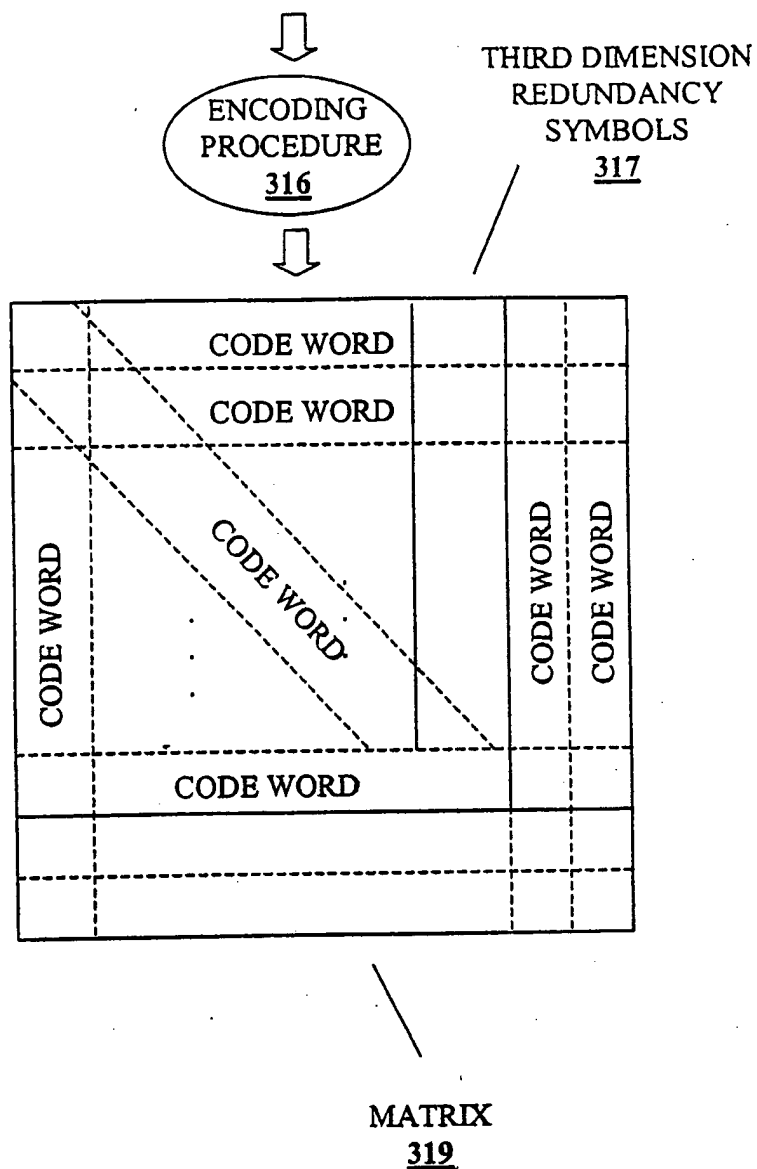 THIRD DIMENSION
REDUNDANCY
SYMBOLS
317
ENCODING
PROCEDURE
316
CODE WORD
CODE WORD
CODE WORD
CODE WORD
CODE WORD
CODE WORD
CODE WORD
MATRIX
319